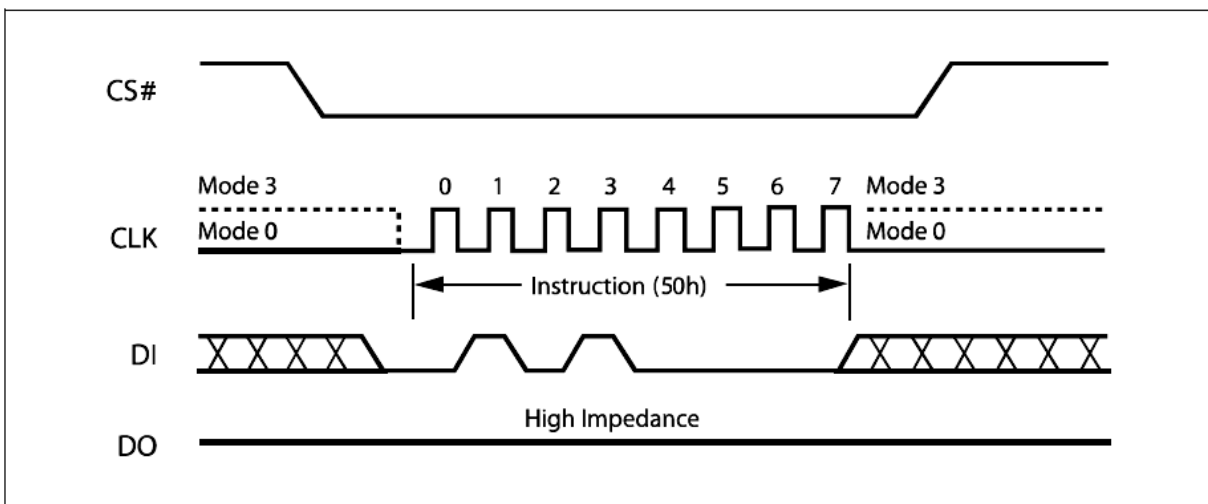 CS#
Mode 3 0 1 2 3 4 5 6 7 Mode 3
CLK Mode 0 Mode 0
Instruction (50h)
DI
High Impedance
DO